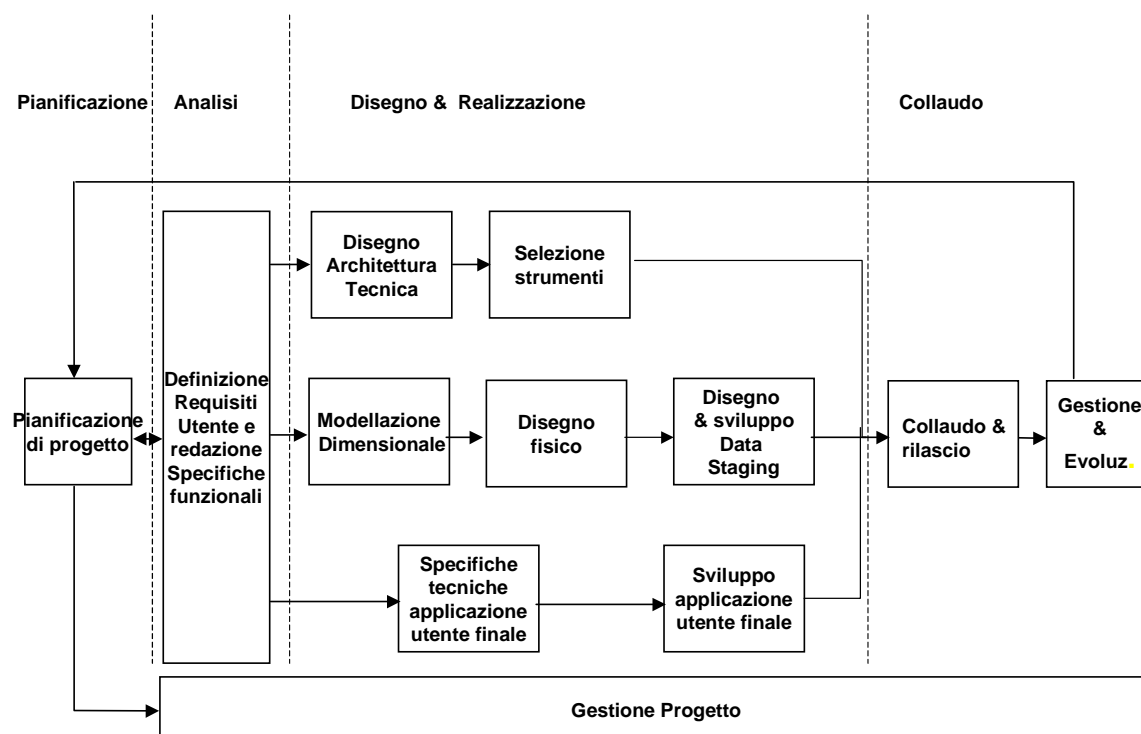 Pianificazione
Analisi
Disegno & Realizzazione
Collaudo
Disegno
Architettura
Tecnica
Selezione
strumenti
Pianificazione
di progetto
Definizione
Requisiti
Utente e
redazione
Specifiche
funzionali
Modellazione
Dimensionale
Disegno
fisico
Disegno
& sviluppo
Data
Staging
Collaudo &
rilascio
Gestione
&
Evoluz.
Specifiche
tecniche
applicazione
utente finale
Sviluppo
applicazione
utente finale
Gestione Progetto